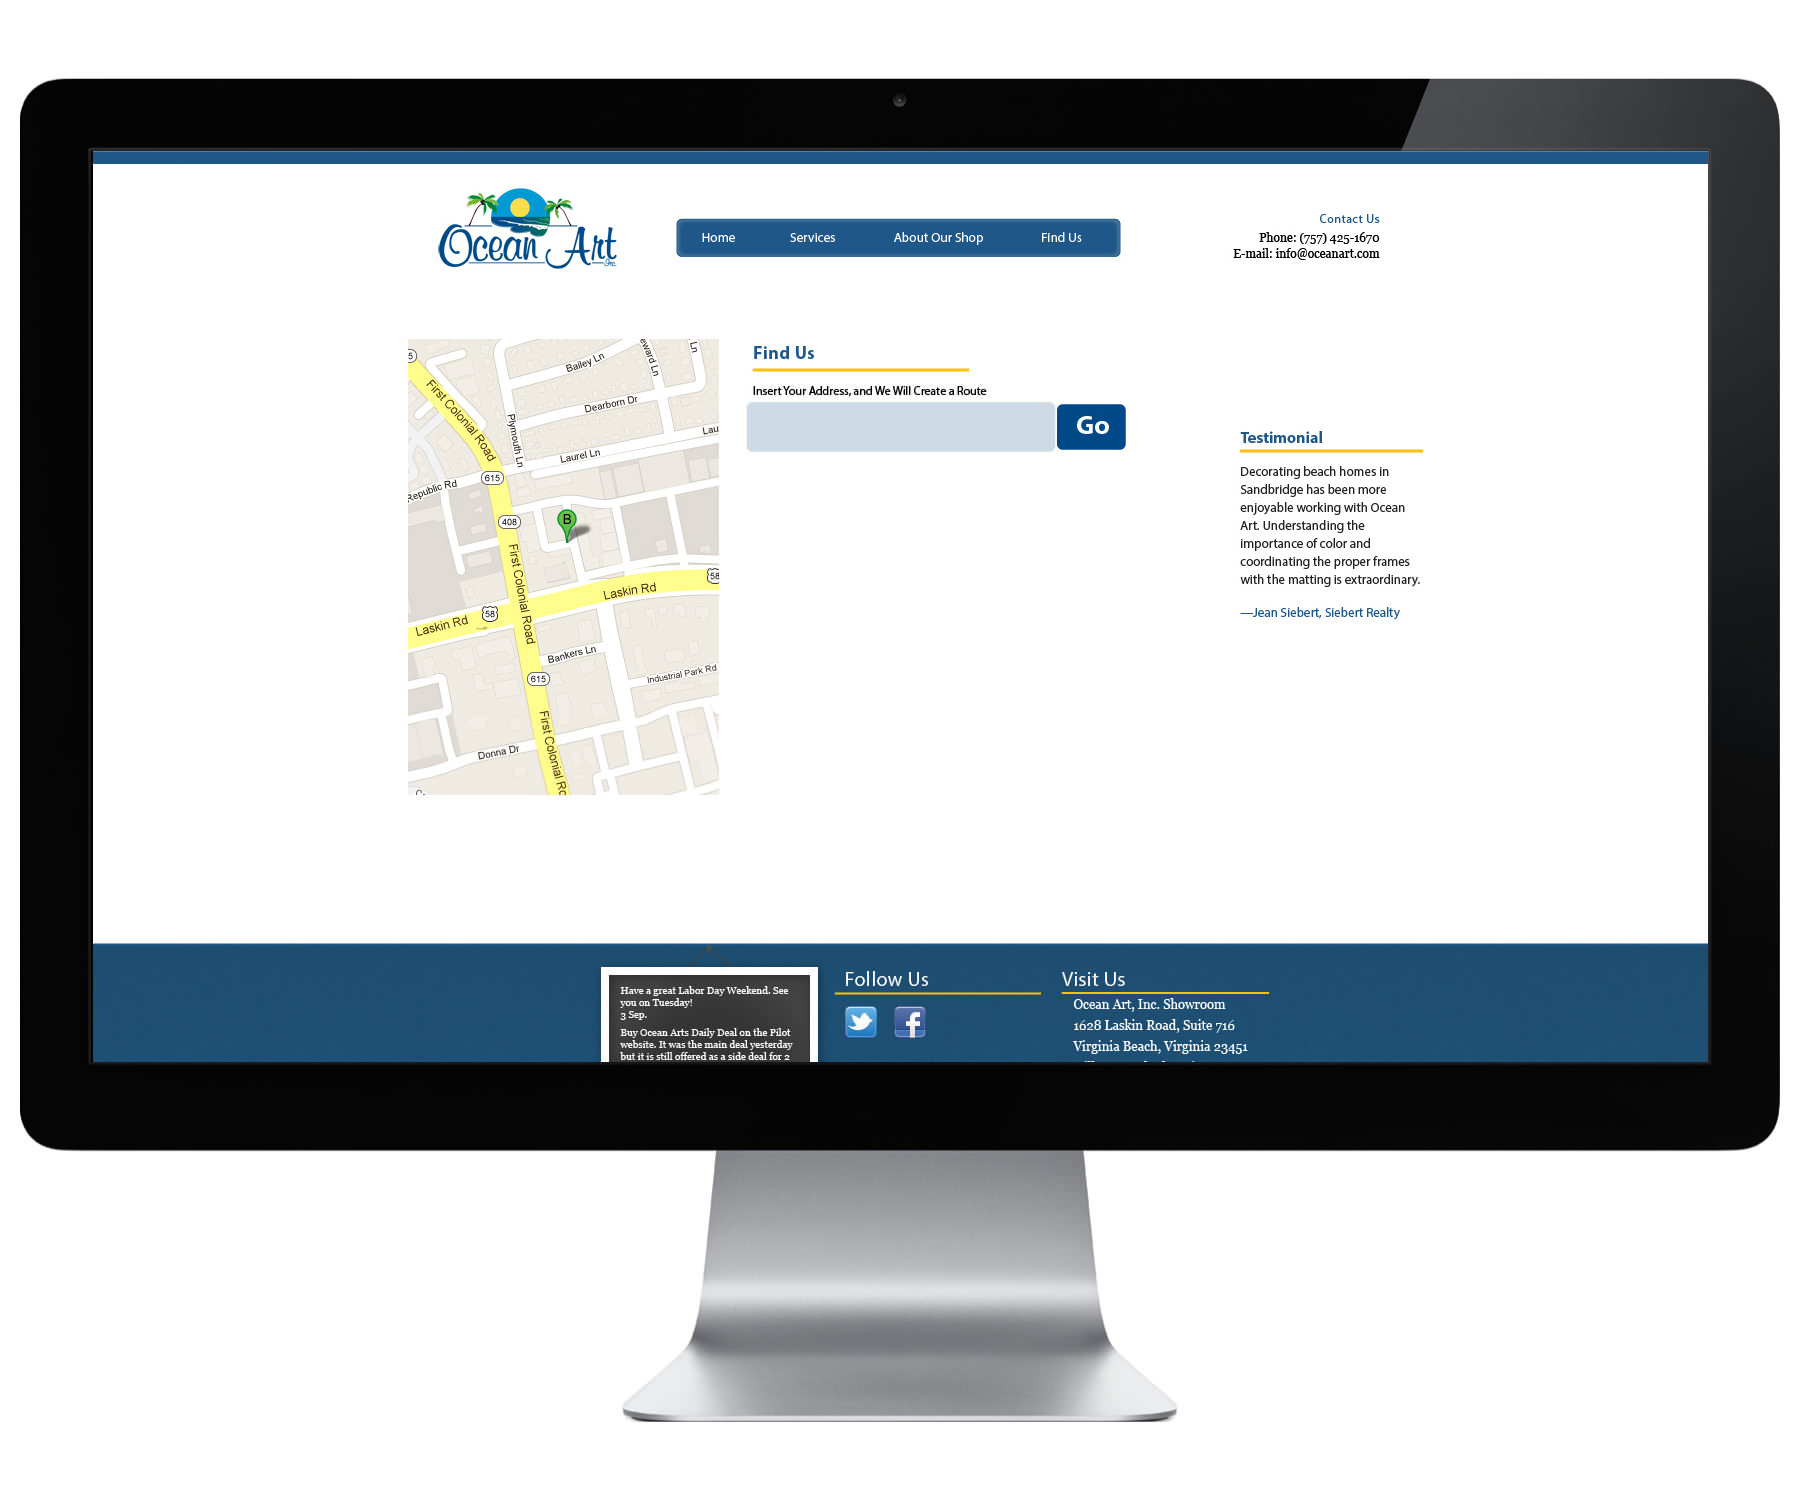 Ocean Art
Inc.
Home
Services
About Our Shop
Find Us
Contact Us
Phone: (757) 425-1670
E-mail: info@oceanart.com
5
First Colonial Road
Bailey Ln
eward Ln
Ln
Dearborn Dr
Plymouth Ln
Lau
Laurel Ln
Republic Rd
615
408
B
First Colonial Road
58
Laskin Rd
58
Laskin Rd
Bankers Ln
615
Industrial Park Rd
First Colonial Rd
Donna Dr
Find Us
Insert Your Address, and We Will Create a Route
Go
Testimonial
Decorating beach homes in
Sandbridge has been more
enjoyable working with Ocean
Art. Understanding the
importance of color and
coordinating the proper frames
with the matting is extraordinary.
—Jean Siebert, Siebert Realty
Have a great Labor Day Weekend. See
you on Tuesday!
3 Sep.
Buy Ocean Arts Daily Deal on the Pilot
website. It was the main deal yesterday
but it is still offered as a side deal for 2
Follow Us
Visit Us
Ocean Art, Inc. Showroom
1628 Laskin Road, Suite 716
Virginia Beach, Virginia 23451